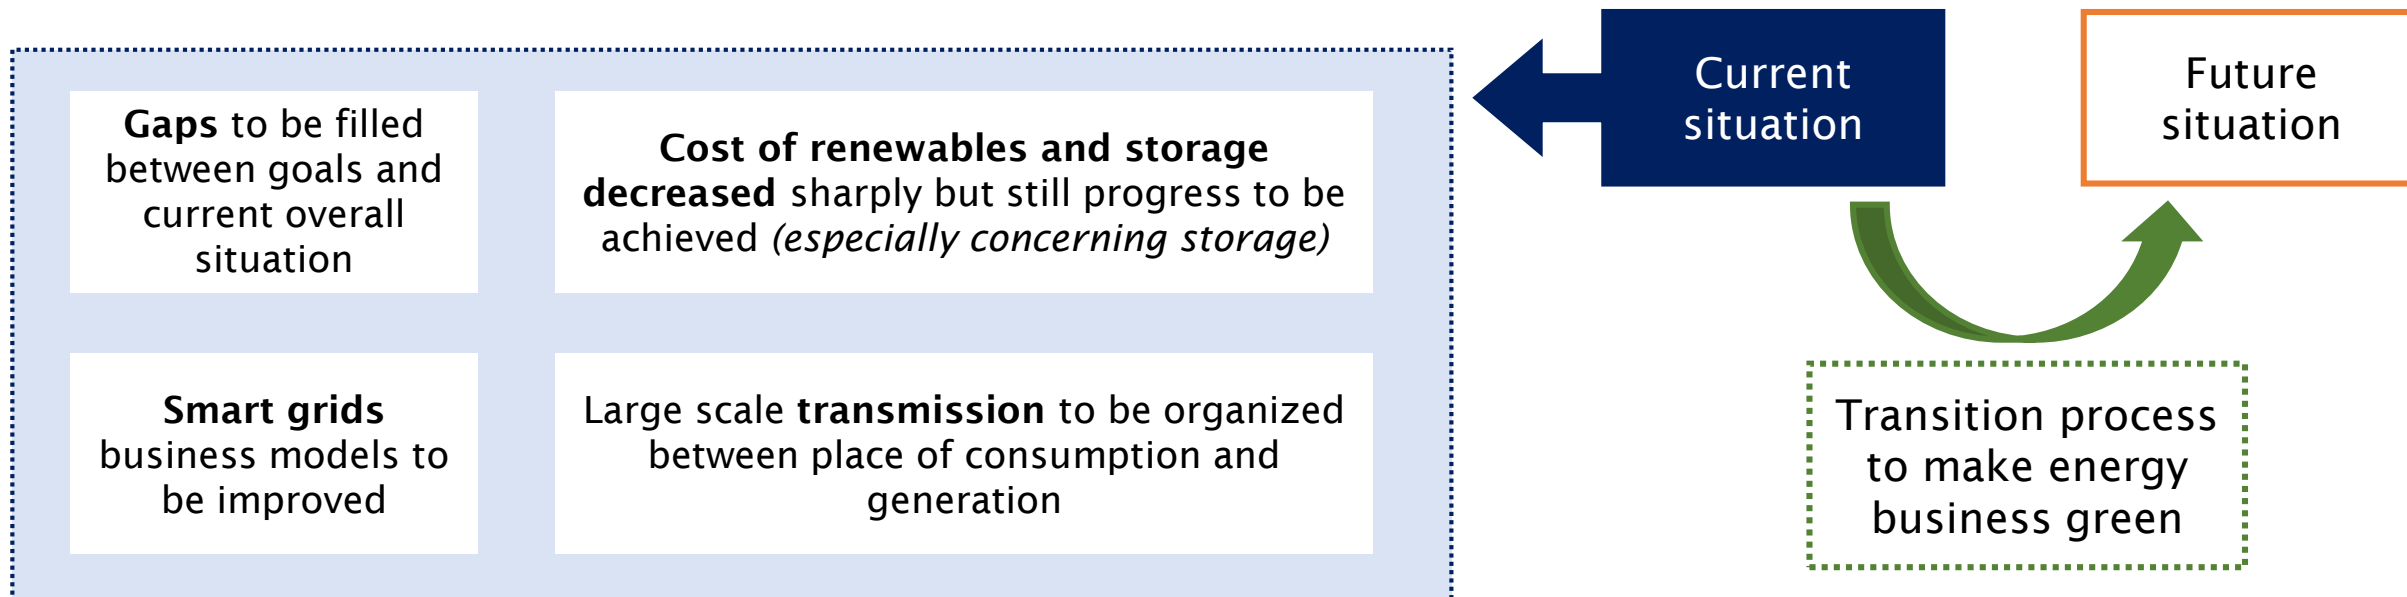 Gaps to be filled
between goals and
current overall
situation
Cost of renewables and storage
decreased sharply but still progress to be
achieved (especially concerning storage)
Smart grids
business models to
be improved
Large scale transmission to be organized
between place of consumption and
generation
Current
situation
Future
situation
Transition process
to make energy
business green